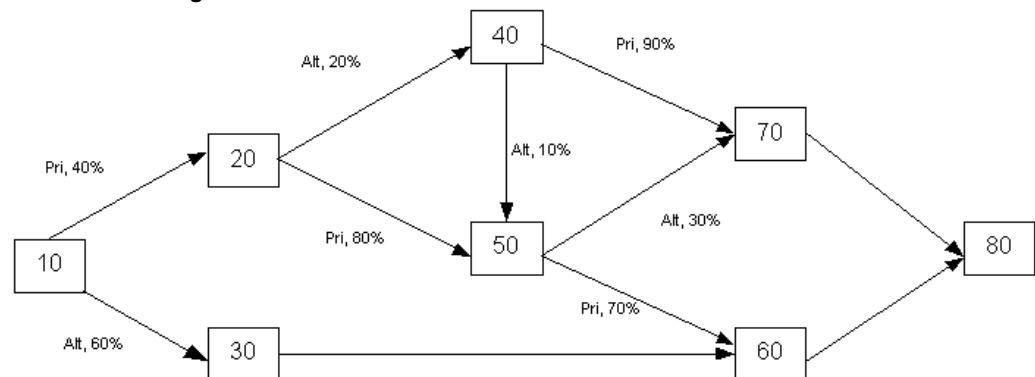 40
Pri, 90%
Alt, 20%
70
20
Alt, 10%
Pri, 40%
Alt, 30%
Pri, 80%
50
80
10
Pri, 70%
Alt, 60%
30
60